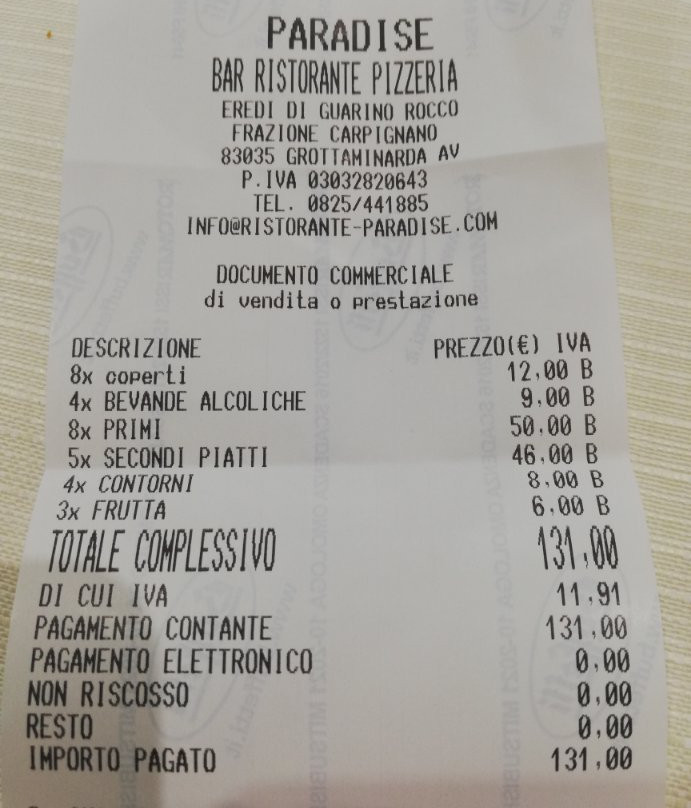 PARADISE
BAR RISTORANTE PIZZERIA
EREDI DI GUARINO ROCCO
FRAZIONE CARPIGNANO
83035 GROTTAMINARDA AV
P.IVA 03032820643
TEL. 0825/441885
INFO@RISTORANTE-PARADISE.COM
DOCUMENTO COMMERCIALE
di vendita o prestazione
DESCRIZIONE PREZZO(€) IVA
8x coperti 12,00 B
4x BEVANDE ALCOLICHE 9,00 B
8x PRIMI 50,00 B
5x SECONDI PIATTI 46,00 B
4x CONTORNI 8,00 B
3x FRUTTA 6,00 B
TOTALE COMPLESSIVO 131,00
DI CUI IVA 11,91
PAGAMENTO CONTANTE 131,00
PAGAMENTO ELETTRONICO 0,00
NON RISCOSSO 0,00
RESTO 0,00
IMPORTO PAGATO 131,00